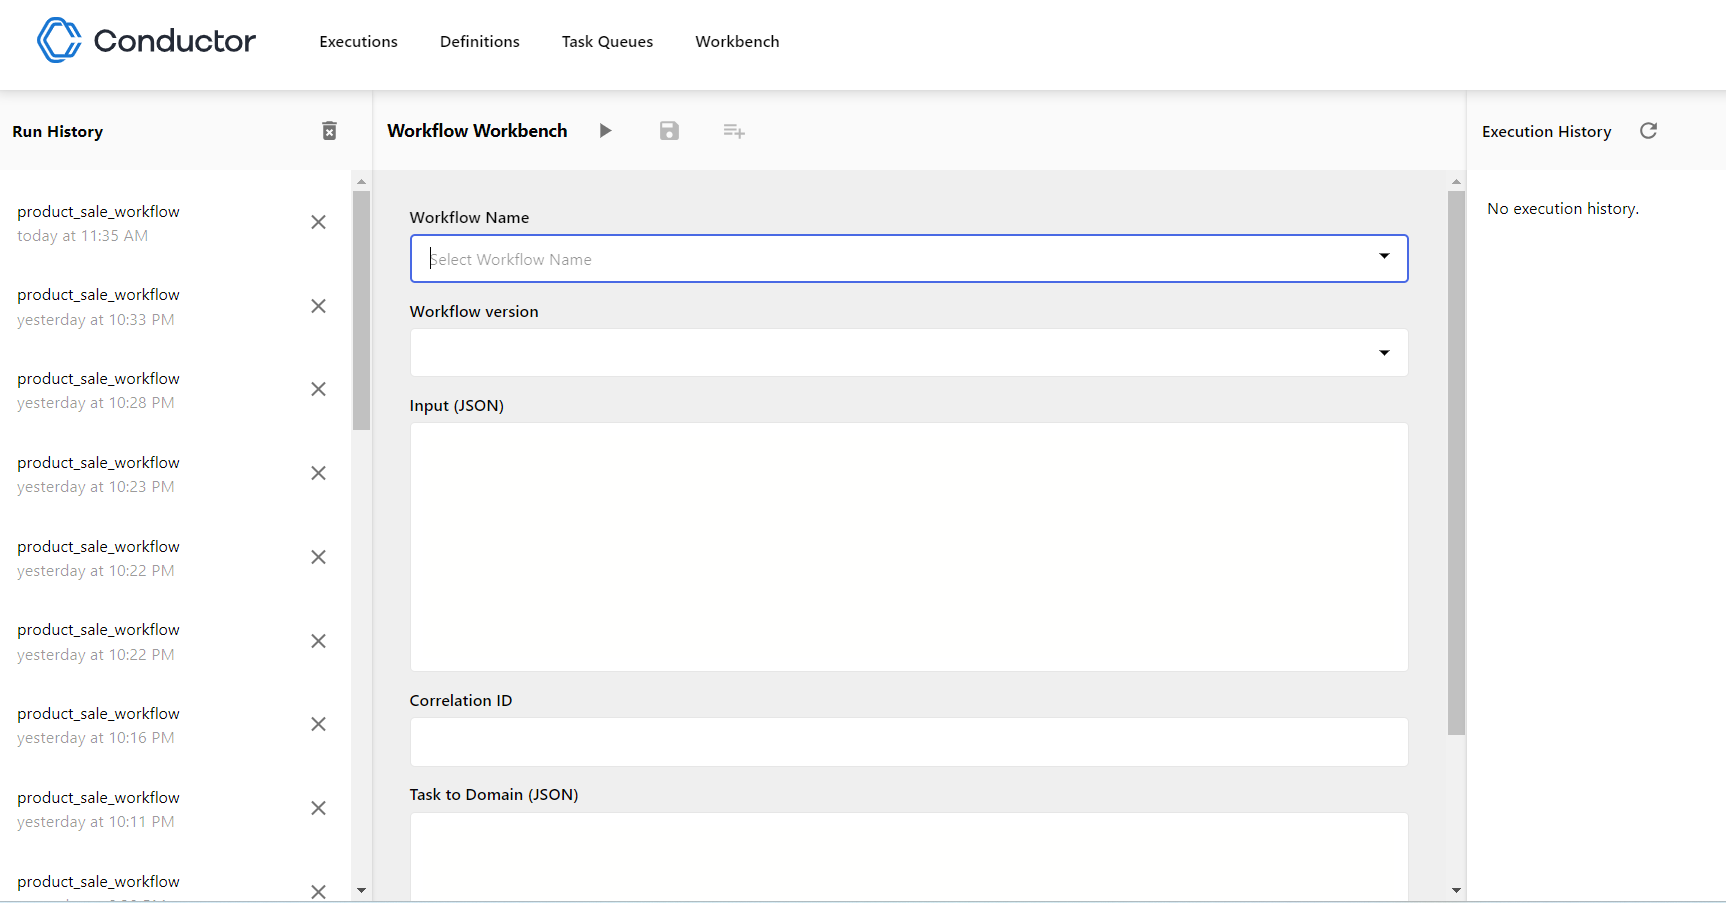 Conductor
Executions
Definitions
Task Queues
Workbench
Run History
product_sale_workflow
today at 11:35 AM
product_sale_workflow
yesterday at 10:33 PM
product_sale_workflow
yesterday at 10:28 PM
product_sale_workflow
yesterday at 10:23 PM
product_sale_workflow
yesterday at 10:22 PM
product_sale_workflow
yesterday at 10:22 PM
product_sale_workflow
yesterday at 10:16 PM
product_sale_workflow
yesterday at 10:11 PM
product_sale_workflow
Workflow Workbench
Workflow Name
Select Workflow Name
Workflow version
Input (JSON)
Correlation ID
Task to Domain (JSON)
Execution History
No execution history.